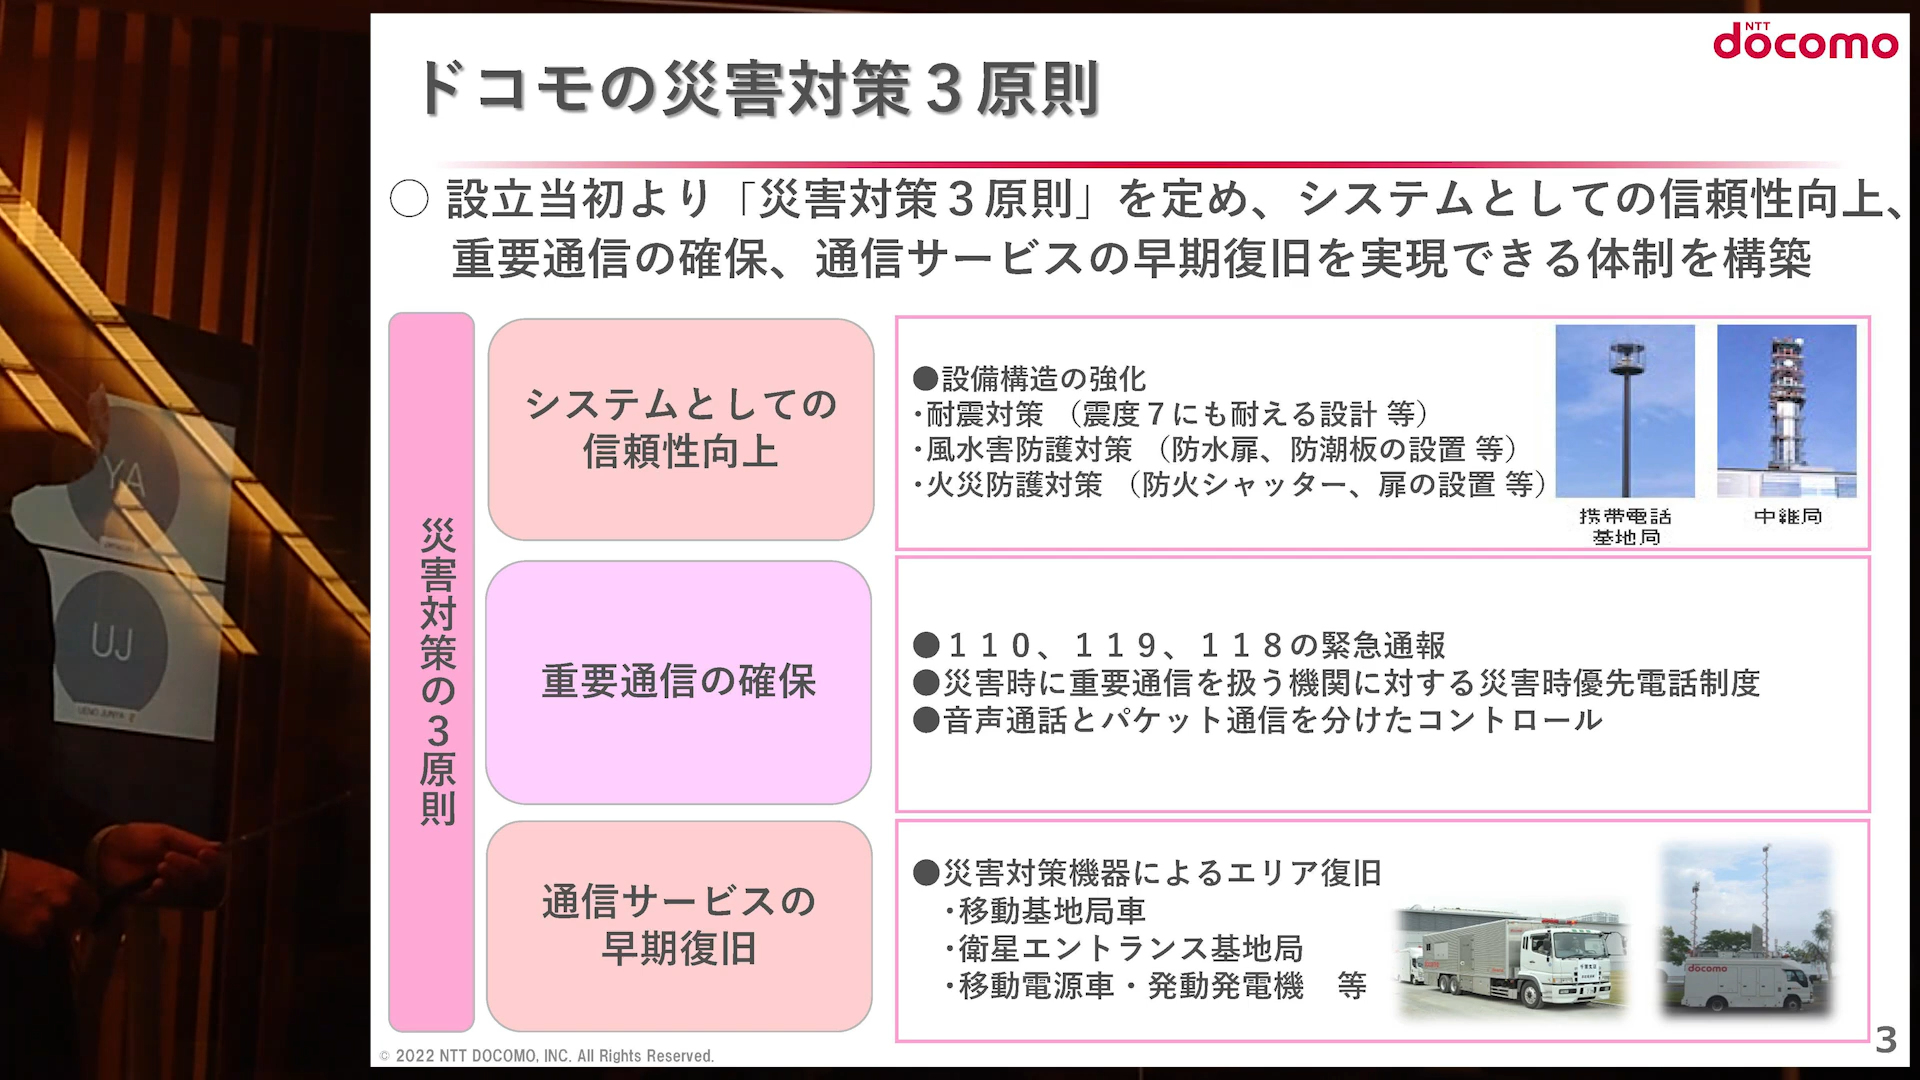 NTT
docomo
ドコモの災害対策３原則
○ 設立当初より「災害対策３原則」を定め、システムとしての信頼性向上、
重要通信の確保、通信サービスの早期復旧を実現できる体制を構築
災害対策の３原則
システムとしての
信頼性向上
●設備構造の強化
・耐震対策 （震度７にも耐える設計 等）
・風水害防護対策 （防水扉、防潮板の設置 等）
・火災防護対策 （防火シャッター、扉の設置 等）
携帯電話
基地局
中継局
重要通信の確保
●１１０、１１９、１１８の緊急通報
●災害時に重要通信を扱う機関に対する災害時優先電話制度
●音声通話とパケット通信を分けたコントロール
通信サービスの
早期復旧
●災害対策機器によるエリア復旧
・移動基地局車
・衛星エントランス基地局
・移動電源車・発動発電機　等
docomo
© 2022 NTT DOCOMO, INC. All Rights Reserved.
3
YA
UJ